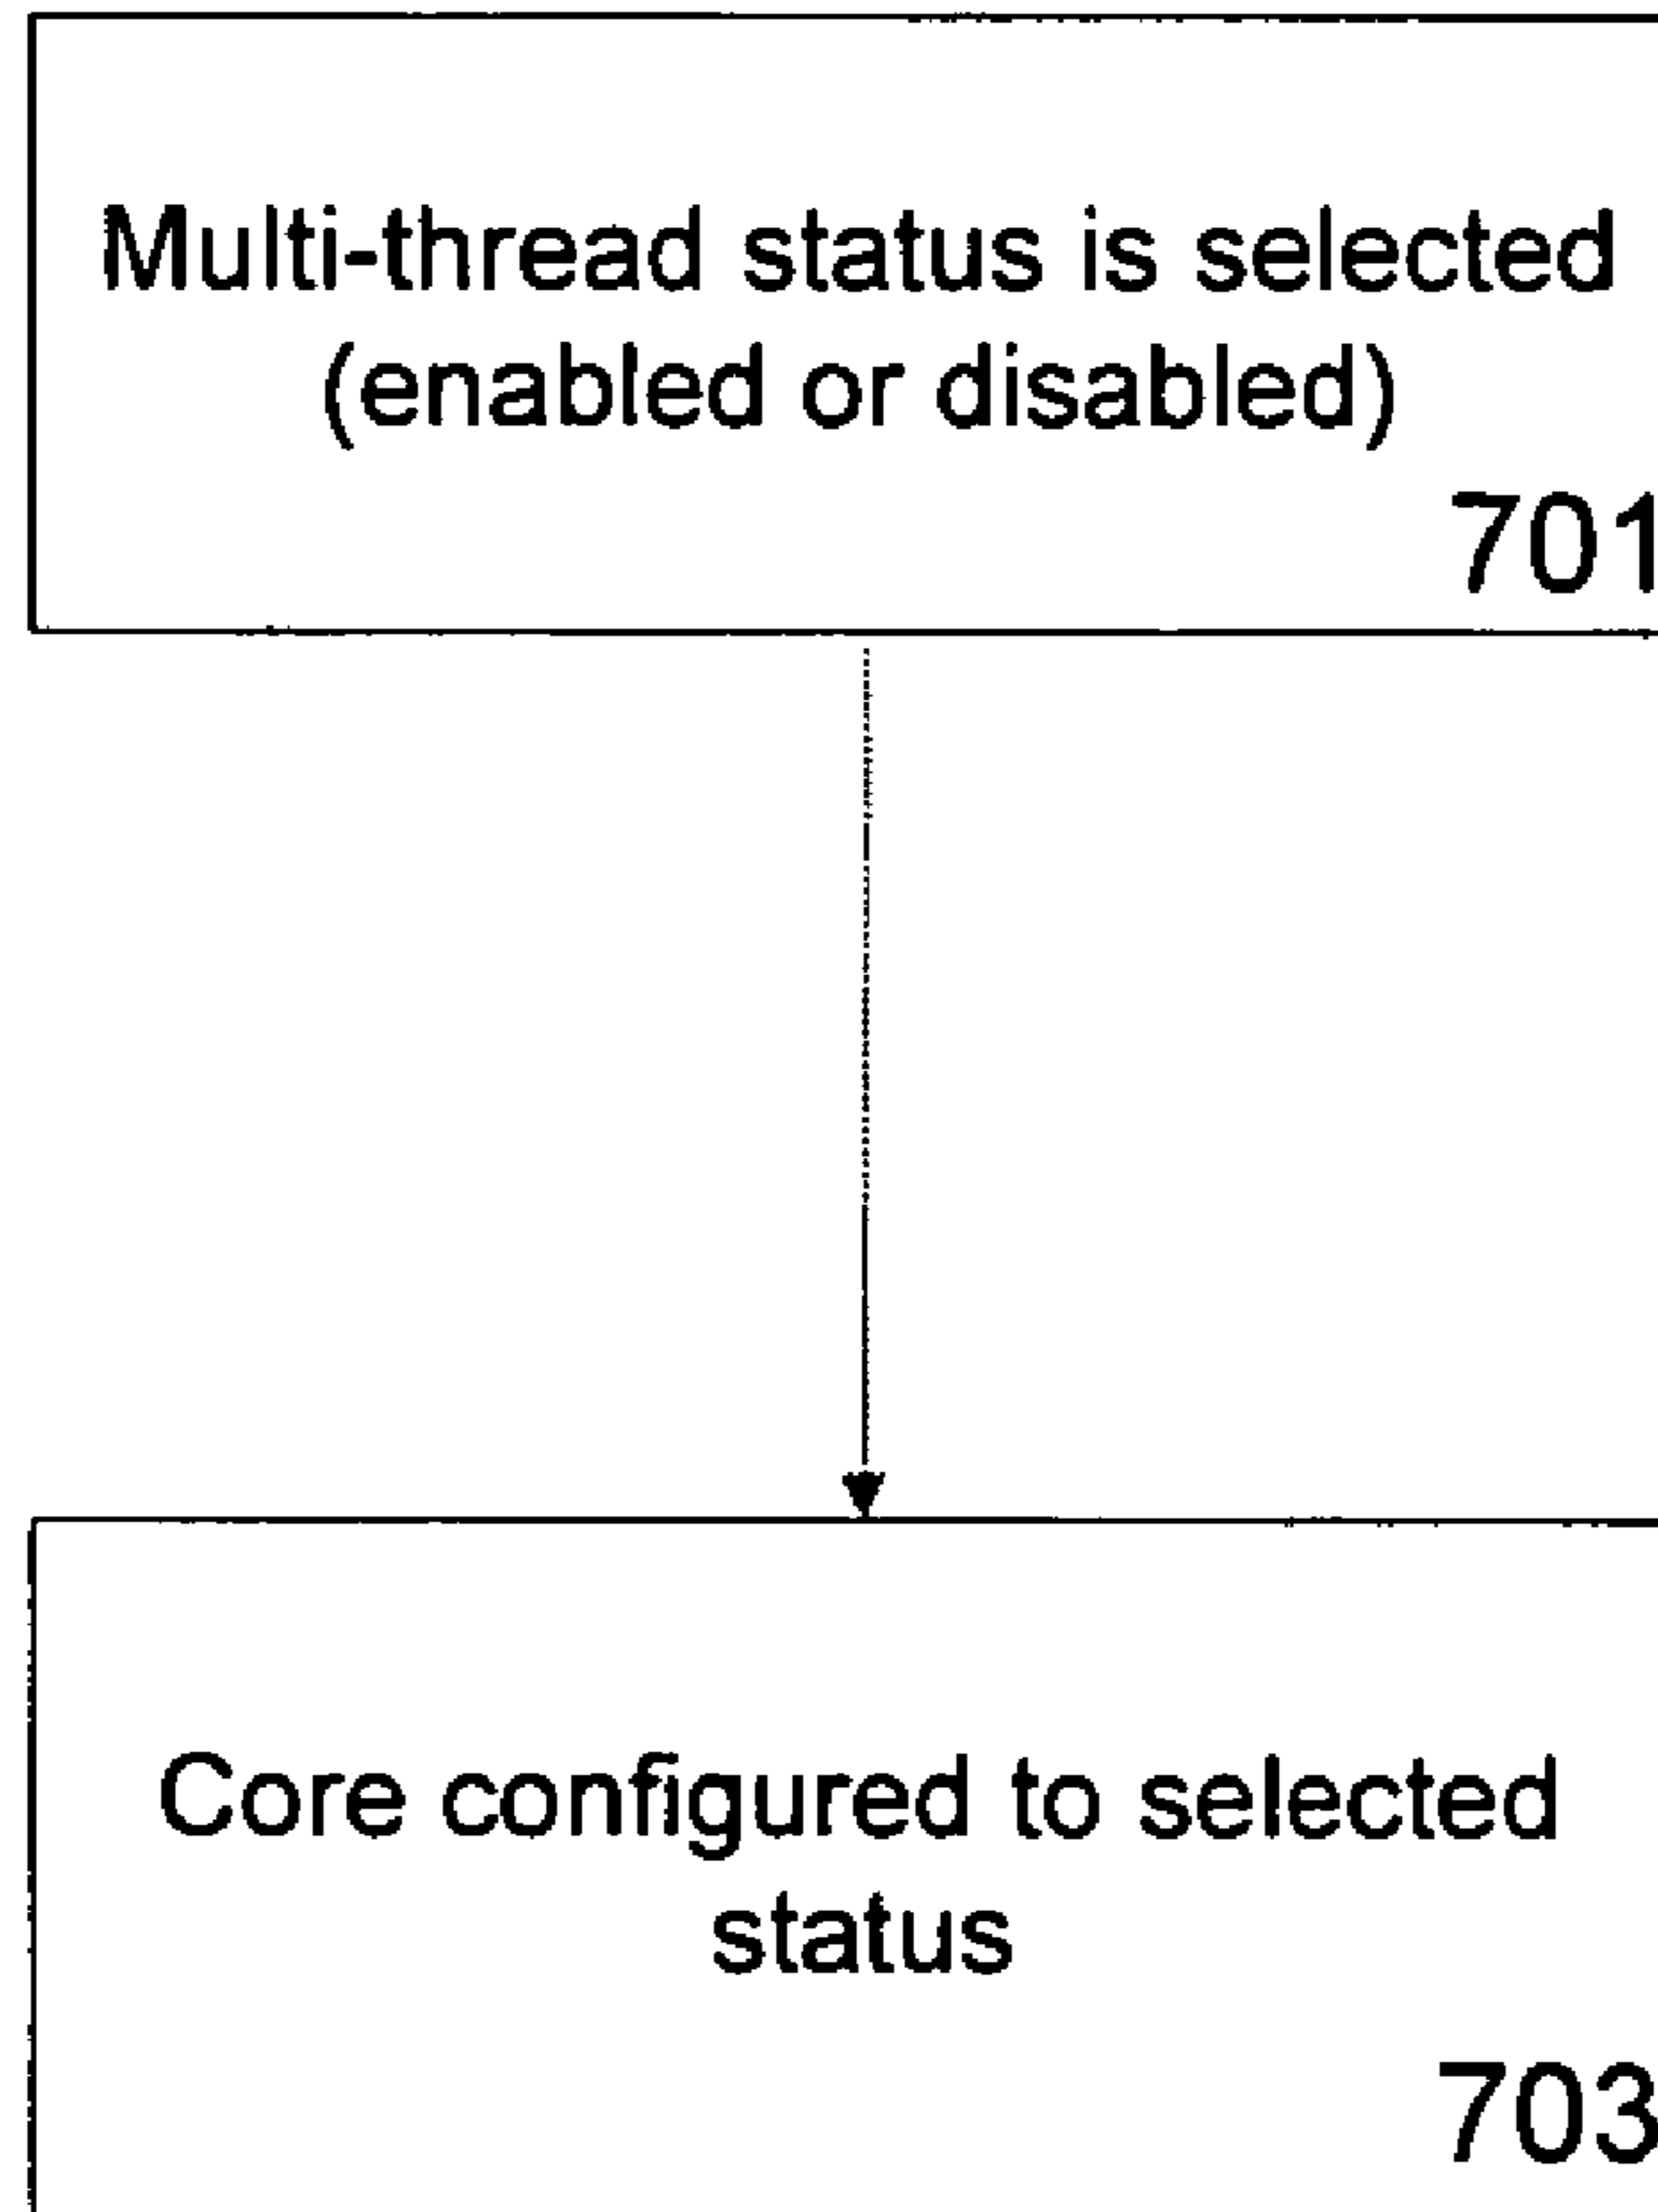 Multi-thread status is selected
(enabled or disabled)
701
Core configured to selected
status
703